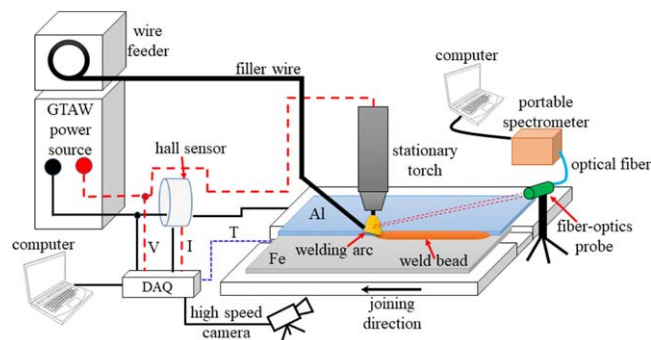 wire
feeder
filler wire
computer
portable
spectrometer
GTAW
power
source
hall sensor
stationary
torch
optical fiber
Al
fiber-optics
probe
welding arc
weld bead
Fe
computer
V
I
T
DAQ
high speed
camera
joining
direction